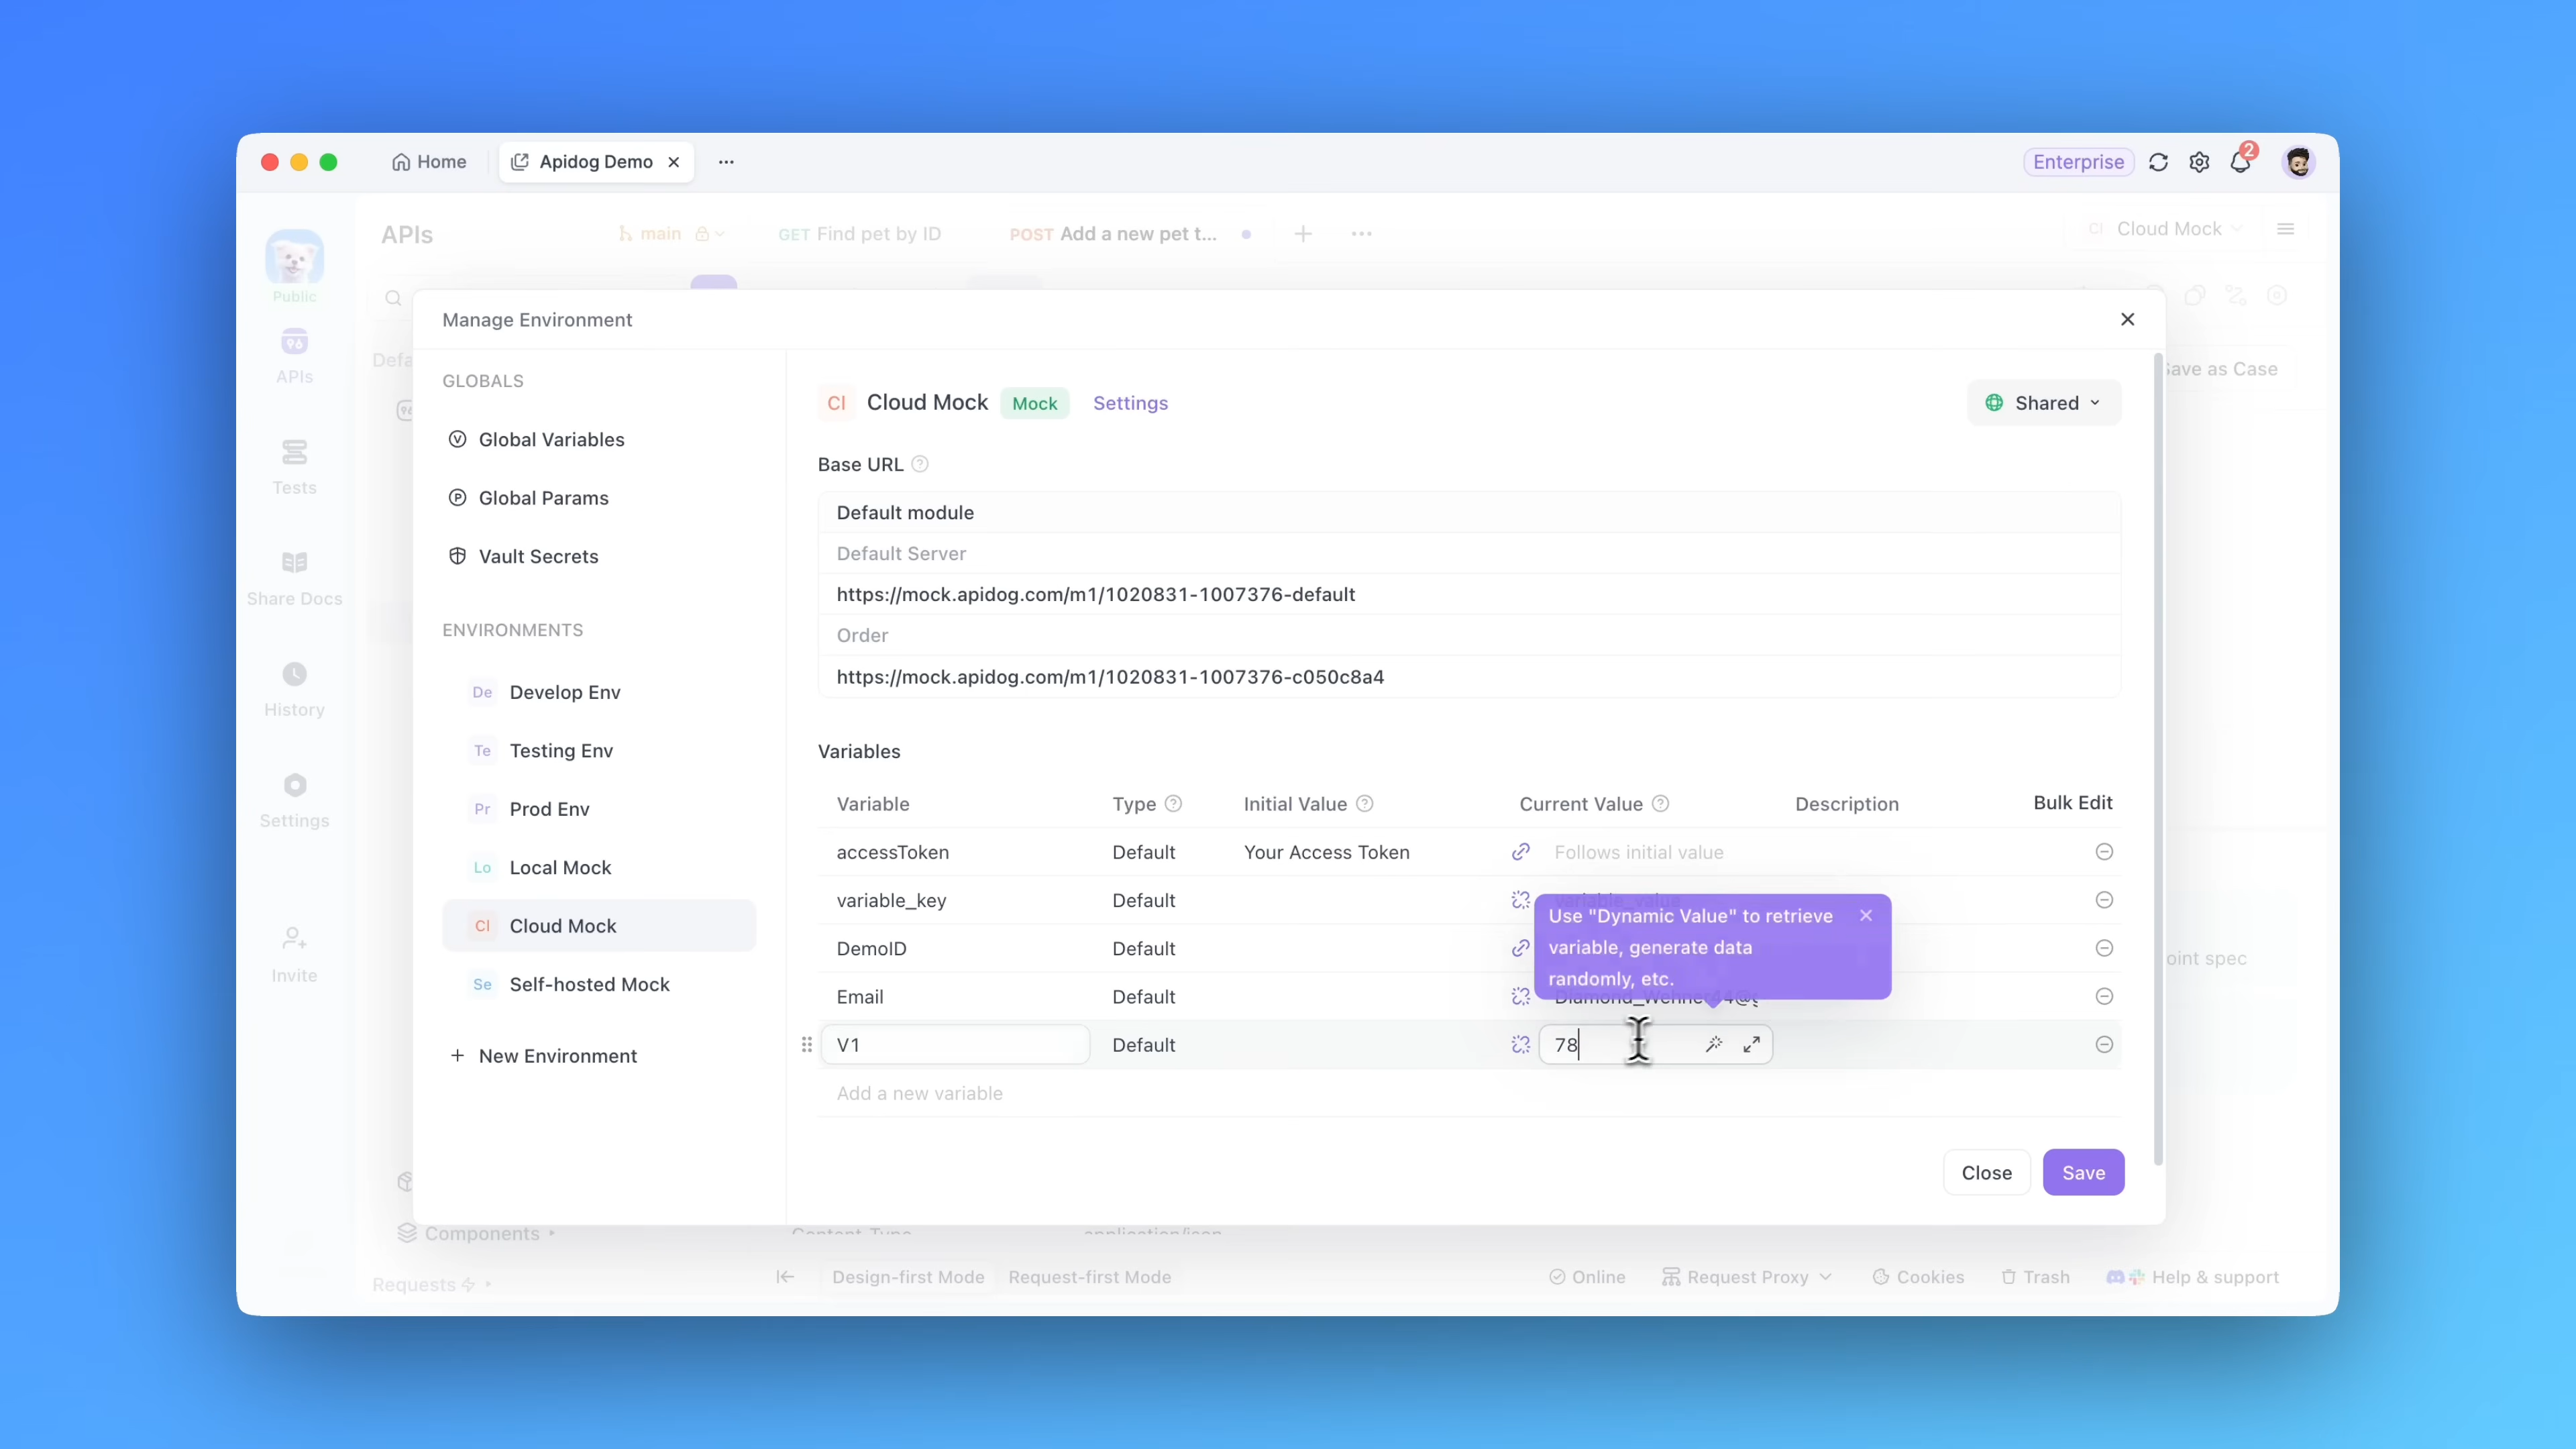 Home
Apidog Demo
Enterprise
2
APIs
main
GET Find pet by ID
POST Add a new pet t...
Cloud Mock
Public
APIs
Tests
Share Docs
History
Settings
Invite
Manage Environment
GLOBALS
Global Variables
Global Params
Vault Secrets
ENVIRONMENTS
De Develop Env
Te Testing Env
Pr Prod Env
Lo Local Mock
Cl Cloud Mock
Se Self-hosted Mock
+ New Environment
Cl Cloud Mock Mock Settings
Shared
Base URL
Default module
Default Server
https://mock.apidog.com/m1/1020831-1007376-default
Order
https://mock.apidog.com/m1/1020831-1007376-c050c8a4
Variables
Variable Type Initial Value Current Value Description Bulk Edit
accessToken Default Your Access Token Follows initial value
variable_key Default
DemoID Default
Email Default
V1 Default 78
Add a new variable
Use "Dynamic Value" to retrieve
variable, generate data
randomly, etc.
Close
Save
as Case
spec
Components
Requests
Design-first Mode
Request-first Mode
Online
Request Proxy
Cookies
Trash
Help & support